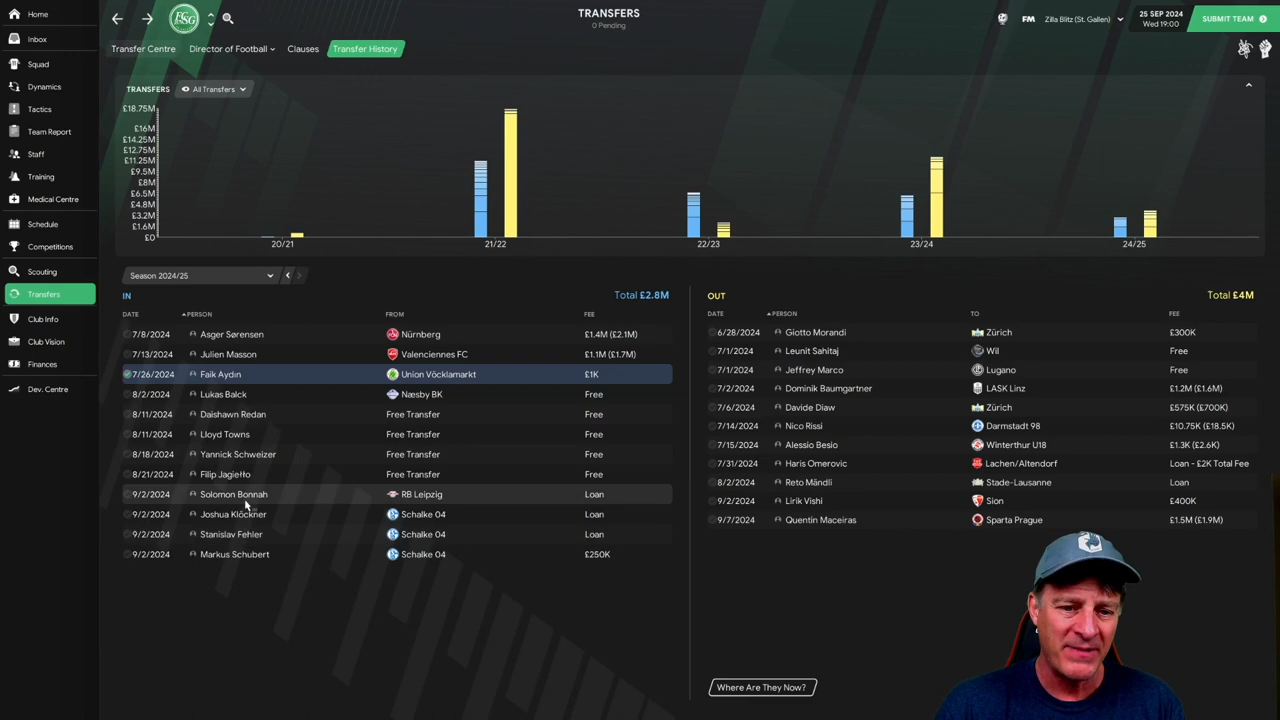 TRANSFERS
0 Pending
FM
Zilla Blitz (St. Gallen)
25 SEP 2024
Wed 19:00
SUBMIT TEAM
Home
Inbox
Squad
Dynamics
Tactics
Team Report
Staff
Training
Medical Centre
Schedule
Competitions
Scouting
Transfers
Club Info
Club Vision
Finances
Dev. Centre
Transfer Centre
Director of Football
Clauses
Transfer History
TRANSFERS
All Transfers
£18.75M
£16M
£14.25M
£12.75M
£11.25M
£9.5M
£8M
£6.5M
£4.8M
£3.2M
£1.6M
£0
20/21
21/22
22/23
23/24
24/25
Season 2024/25
IN
Total £2.8M
DATE PERSON FROM FEE
7/8/2024 Asger Sørensen Nürnberg £1.4M (£2.1M)
7/13/2024 Julien Masson Valenciennes FC £1.1M (£1.7M)
7/26/2024 Faik Aydın Union Vöcklamarkt £1K
8/2/2024 Lukas Balck Næsby BK Free
8/11/2024 Daishawn Redan Free Transfer Free
8/11/2024 Lloyd Towns Free Transfer Free
8/18/2024 Yannick Schweizer Free Transfer Free
8/21/2024 Filip Jagiełło Free Transfer Free
9/2/2024 Solomon Bonnah RB Leipzig Loan
9/2/2024 Joshua Klöckner Schalke 04 Loan
9/2/2024 Stanislav Fehler Schalke 04 Loan
9/2/2024 Markus Schubert Schalke 04 £250K
OUT
Total £4M
DATE PERSON TO FEE
6/28/2024 Giotto Morandi Zürich £300K
7/1/2024 Leunit Sahitaj Wil Free
7/1/2024 Jeffrey Marco Lugano Free
7/2/2024 Dominik Baumgartner LASK Linz £1.2M (£1.6M)
7/6/2024 Davide Diaw Zürich £575K (£700K)
7/14/2024 Nico Rissi Darmstadt 98 £10.75K (£18.5K)
7/15/2024 Alessio Besio Winterthur U18 £1.3K (£2.6K)
7/31/2024 Haris Omerovic Lachen/Altendorf Loan - £2K Total Fee
8/2/2024 Reto Mändli Stade-Lausanne Loan
9/2/2024 Lirik Vishi Sion £400K
9/7/2024 Quentin Maceiras Sparta Prague £1.5M (£1.9M)
Where Are They Now?